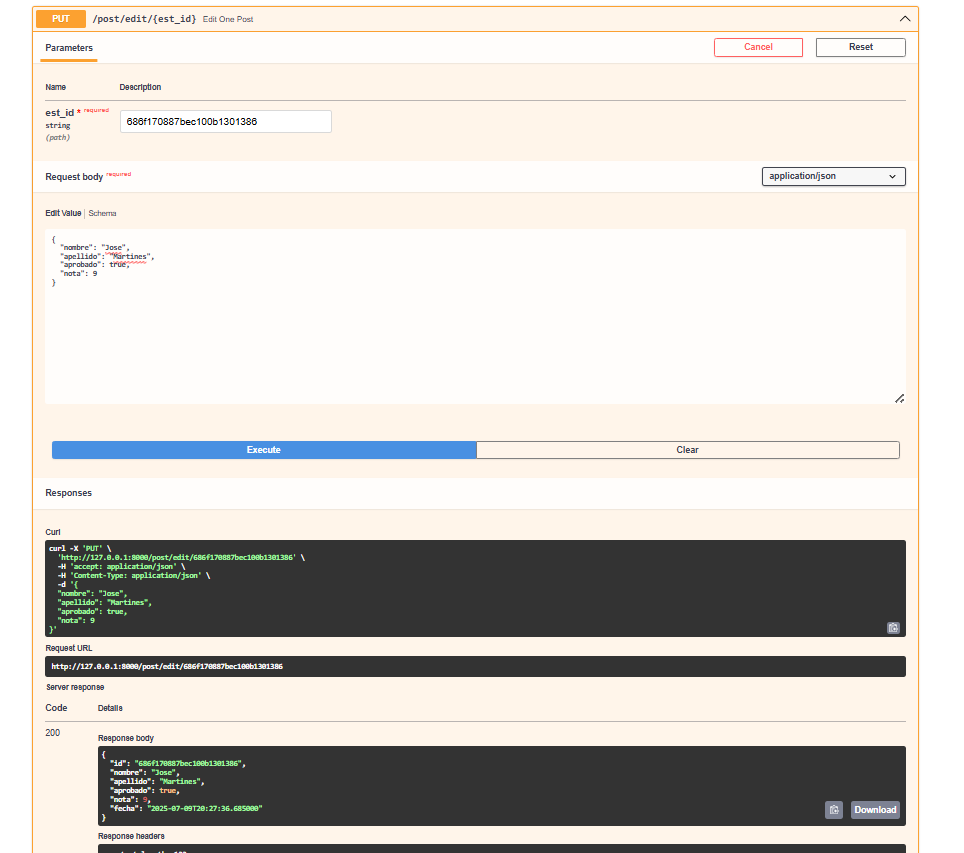 PUT /post/edit/{est_id} Edit One Post
Parameters Cancel Reset
Name Description
est_id * required
string
(path)
686f170887bec100b1301386
Request body required application/json
Edit Value | Schema
{
"nombre": "Jose",
"apellido": "Martines",
"aprobado": true,
"nota": 9
}
Execute Clear
Responses
Curl
curl -X 'PUT' \
'http://127.0.0.1:8000/post/edit/686f170887bec100b1301386' \
-H 'accept: application/json' \
-H 'Content-Type: application/json' \
-d '{
"nombre": "Jose",
"apellido": "Martines",
"aprobado": true,
"nota": 9
}'
Request URL
http://127.0.0.1:8000/post/edit/686f170887bec100b1301386
Server response
Code Details
200
Response body
{
"id": "686f170887bec100b1301386",
"nombre": "Jose",
"apellido": "Martines",
"aprobado": true,
"nota": 9,
"fecha": "2025-07-09T20:27:36.685000"
}
Download
Response headers